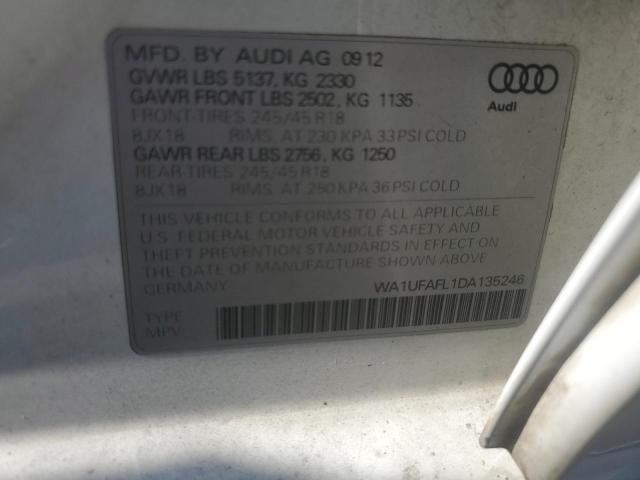 MFD. BY AUDI AG 09 12
GVWR LBS 5137, KG 2330
GAWR FRONT LBS 2502, KG 1135
FRONT-TIRES 245/45 R18
8JX18 RIMS, AT 230 KPA 33 PSI COLD
GAWR REAR LBS 2756, KG 1250
REAR-TIRES 245/45 R18
8JX18 RIMS, AT 250 KPA 36 PSI COLD
Audi
THIS VEHICLE CONFORMS TO ALL APPLICABLE
U.S. FEDERAL MOTOR VEHICLE SAFETY AND
THEFT PREVENTION STANDARDS IN EFFECT ON
THE DATE OF MANUFACTURE SHOWN ABOVE
GERMANY WA1UFAFL1DA135246
TYPE
MPV